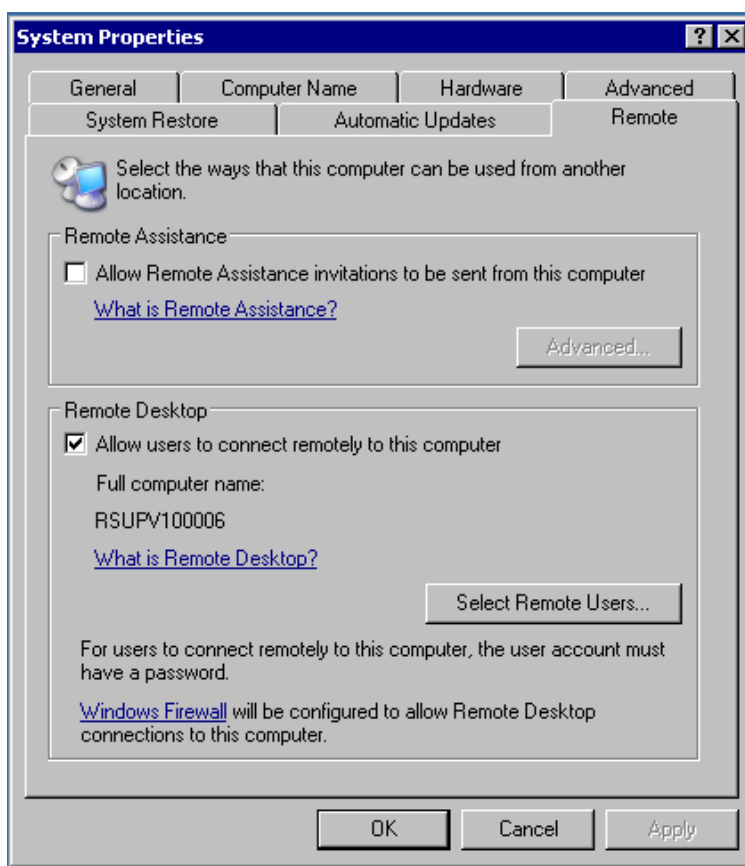 System Properties
General
Computer Name
Hardware
Advanced
System Restore
Automatic Updates
Remote
Select the ways that this computer can be used from another
location.
Remote Assistance
Allow Remote Assistance invitations to be sent from this computer
What is Remote Assistance?
Advanced...
Remote Desktop
Allow users to connect remotely to this computer
Full computer name:
RSUPV100006
What is Remote Desktop?
Select Remote Users...
For users to connect remotely to this computer, the user account must
have a password.
Windows Firewall will be configured to allow Remote Desktop
connections to this computer.
OK
Cancel
Apply